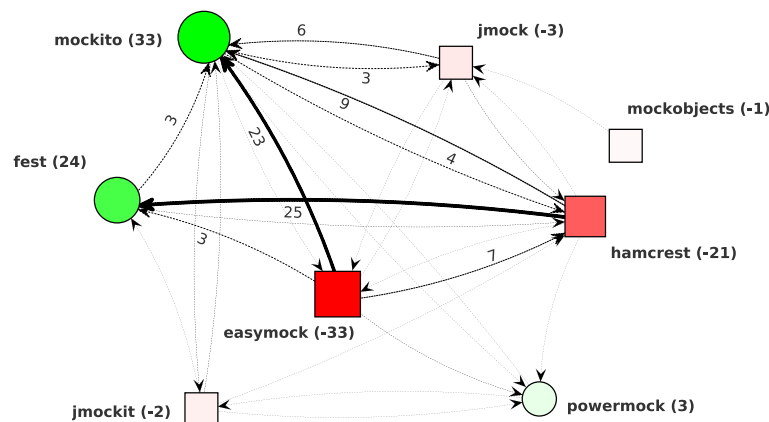 jmock (-3)
6
mockito (33)
3
9
mockobjects (-1)
3
23
4
fest (24)
25
3
7
hamcrest (-21)
easymock (-33)
jmockit (-2)
powermock (3)